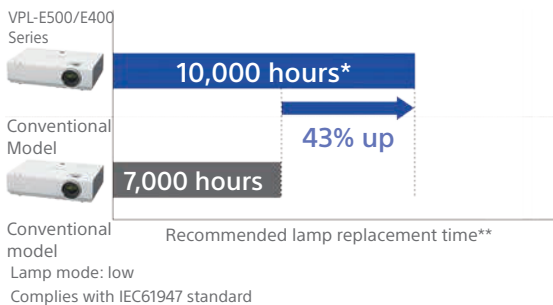 VPL-E500/E400
Series
10,000 hours*
43% up
Conventional
Model
7,000 hours
Conventional
model
Recommended lamp replacement time**
Lamp mode: low
Complies with IEC61947 standard